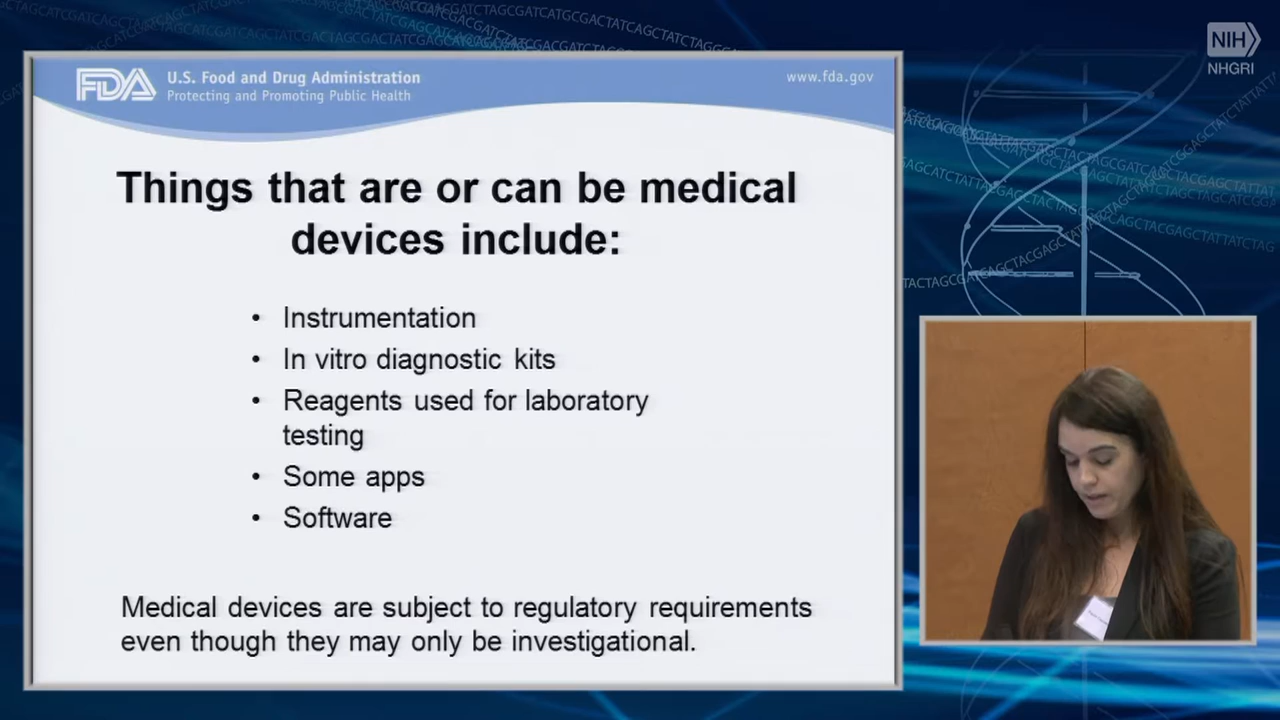 NIH
NHGRI
FDA U.S. Food and Drug Administration
Protecting and Promoting Public Health
www.fda.gov
Things that are or can be medical
devices include:
• Instrumentation
• In vitro diagnostic kits
• Reagents used for laboratory
testing
• Some apps
• Software
Medical devices are subject to regulatory requirements
even though they may only be investigational.